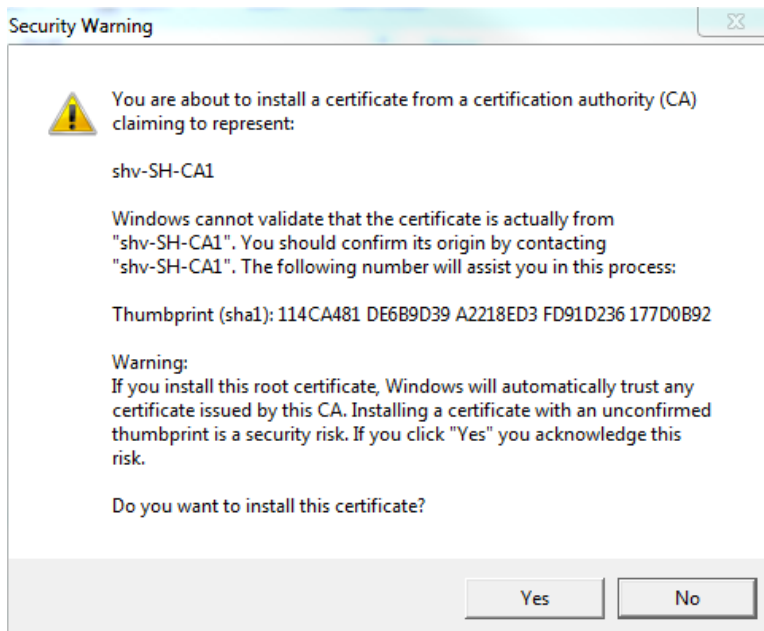 Security Warning
You are about to install a certificate from a certification authority (CA)
claiming to represent:
shv-SH-CA1
Windows cannot validate that the certificate is actually from
"shv-SH-CA1". You should confirm its origin by contacting
"shv-SH-CA1". The following number will assist you in this process:
Thumbprint (sha1): 114CA481 DE6B9D39 A2218ED3 FD91D236 177D0B92
Warning:
If you install this root certificate, Windows will automatically trust any
certificate issued by this CA. Installing a certificate with an unconfirmed
thumbprint is a security risk. If you click "Yes" you acknowledge this
risk.
Do you want to install this certificate?
Yes
No